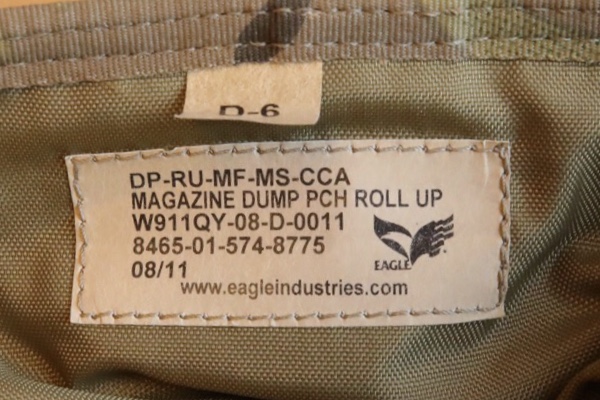 D-6
DP-RU-MF-MS-CCA
MAGAZINE DUMP PCH ROLL UP
W911QY-08-D-0011
8465-01-574-8775
08/11
EAGLE
www.eagleindustries.com